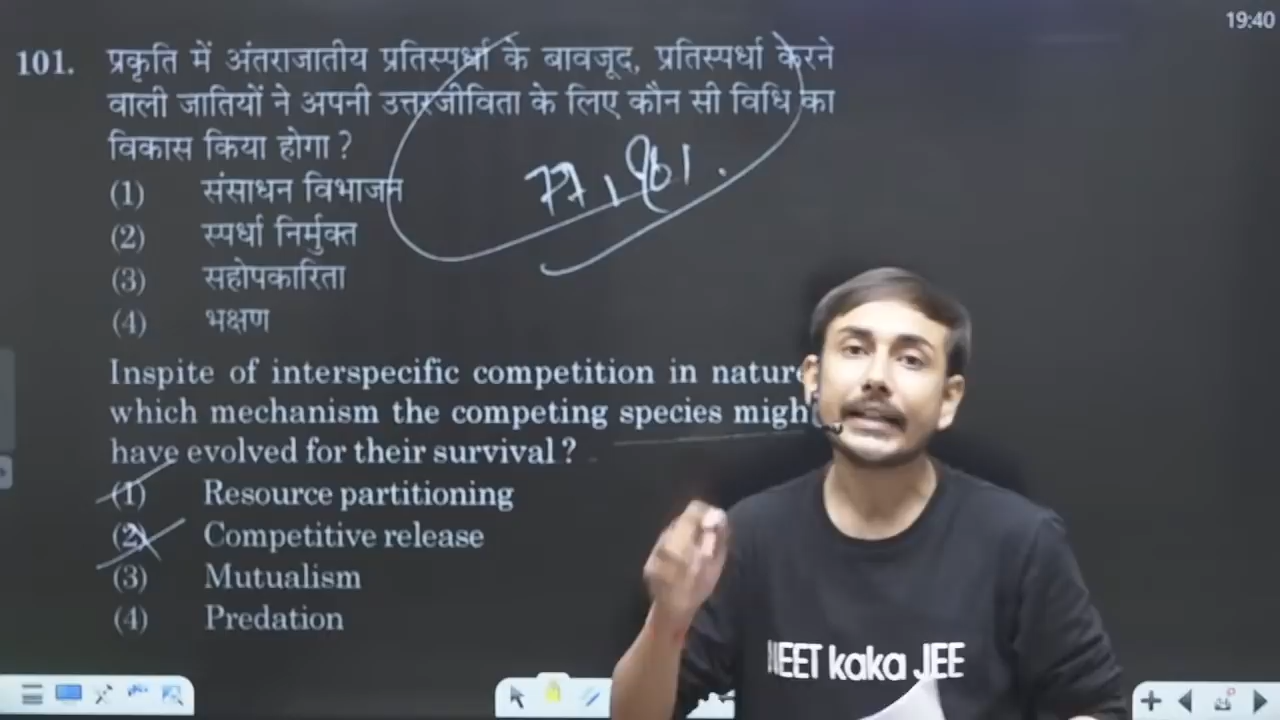 19:40
101. प्रकृति में अंतराजातीय प्रतिस्पर्धा के बावजूद, प्रतिस्पर्धा करने
वाली जातियों ने अपनी उत्तरजीविता के लिए कौन सी विधि का
विकास किया होगा ?
(1) संसाधन विभाजन
(2) स्पर्धा निर्मुक्त
(3) सहोपकारिता
(4) भक्षण
Inspite of interspecific competition in nature
which mechanism the competing species might
have evolved for their survival ?
(1) Resource partitioning
(2) Competitive release
(3) Mutualism
(4) Predation
NEET kaka JEE